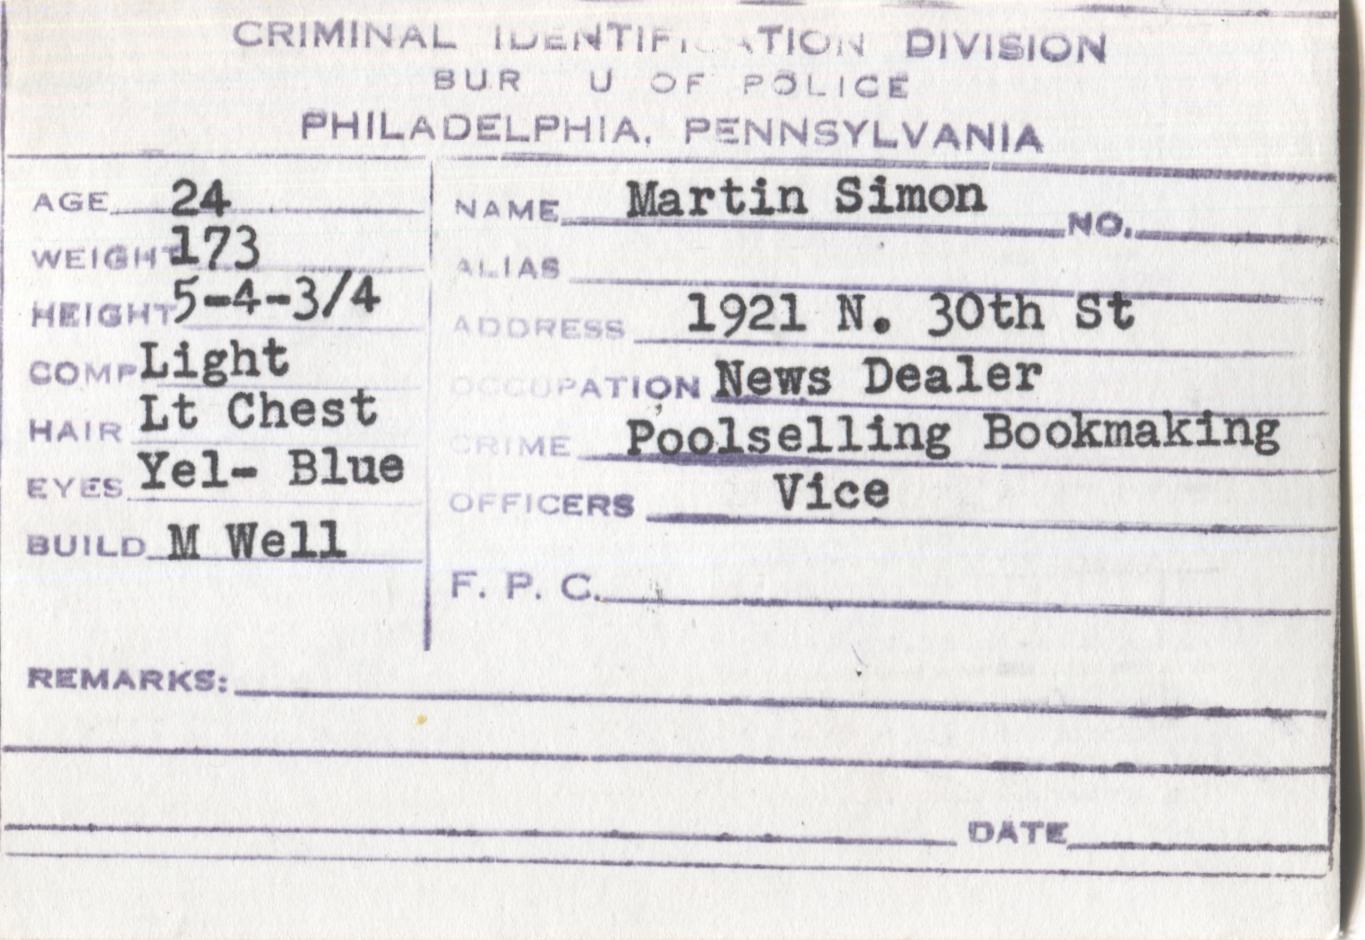 CRIMINAL IDENTIFICATION DIVISION
BUREAU OF POLICE
PHILADELPHIA, PENNSYLVANIA
AGE 24
WEIGHT 173
HEIGHT 5-4-3/4
COMP Light
HAIR Lt Chest
EYES Yel- Blue
BUILD M Well
NAME Martin Simon NO.
ALIAS
ADDRESS 1921 N. 30th St
OCCUPATION News Dealer
CRIME Poolselling Bookmaking
OFFICERS Vice
F. P. C.
REMARKS:
DATE